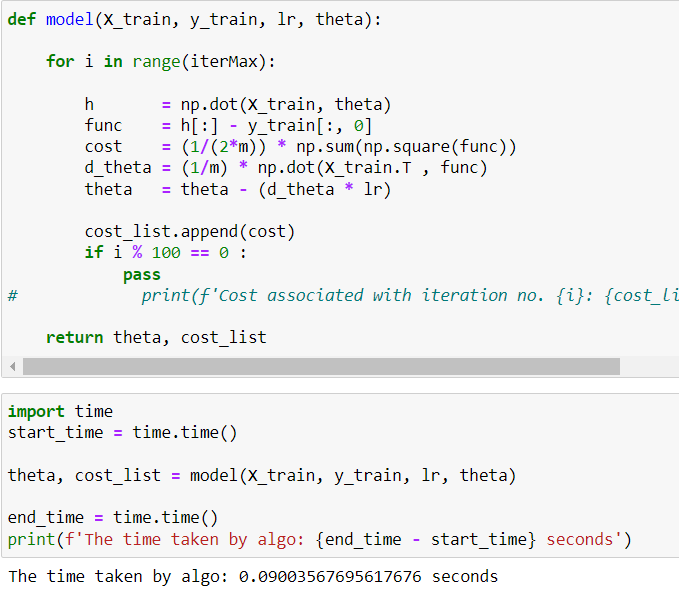 def model(X_train, y_train, lr, theta):
    for i in range(iterMax):
        h       = np.dot(X_train, theta)
        func    = h[:] - y_train[:, 0]
        cost    = (1/(2*m)) * np.sum(np.square(func))
        d_theta = (1/m) * np.dot(X_train.T , func)
        theta   = theta - (d_theta * lr)
        cost_list.append(cost)
        if i % 100 == 0 :
            pass
#             print(f'Cost associated with iteration no. {i}: {cost_li
    return theta, cost_list
import time
start_time = time.time()
theta, cost_list = model(X_train, y_train, lr, theta)
end_time = time.time()
print(f'The time taken by algo: {end_time - start_time} seconds')
The time taken by algo: 0.09003567695617676 seconds